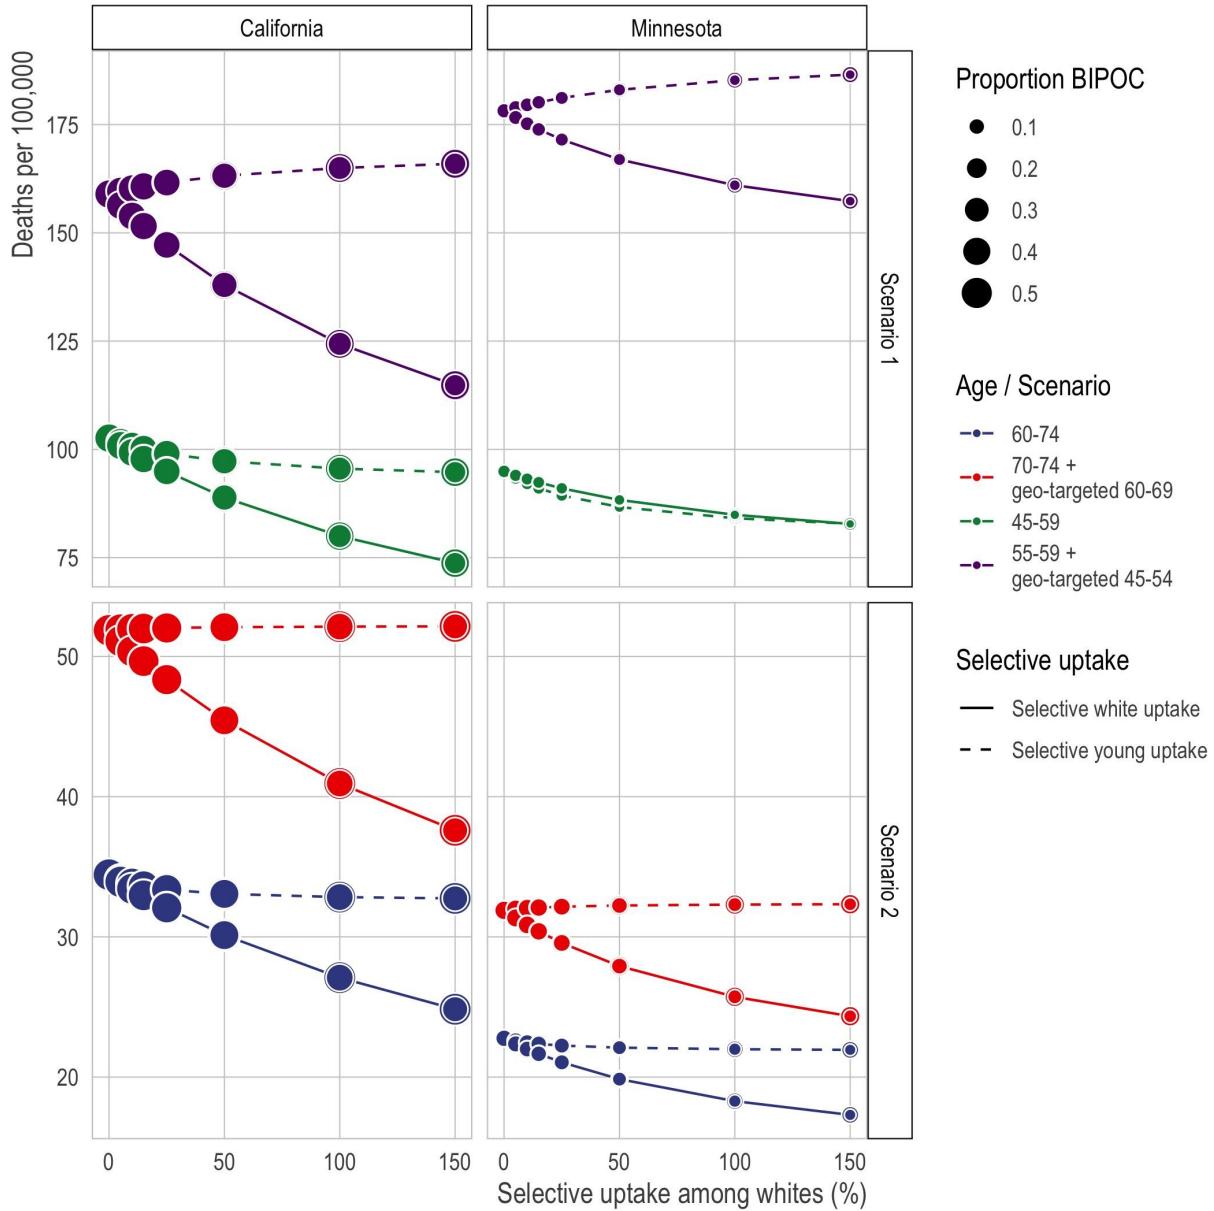 California
Minnesota
Deaths per 100,000
175
150
125
100
75
Scenario 1
50
40
30
20
Scenario 2
0
50
100
150
0
50
100
150
Selective uptake among whites (%)
Proportion BIPOC
0.1
0.2
0.3
0.4
0.5
Age / Scenario
60-74
70-74 +
geo-targeted 60-69
45-59
55-59 +
geo-targeted 45-54
Selective uptake
Selective white uptake
Selective young uptake